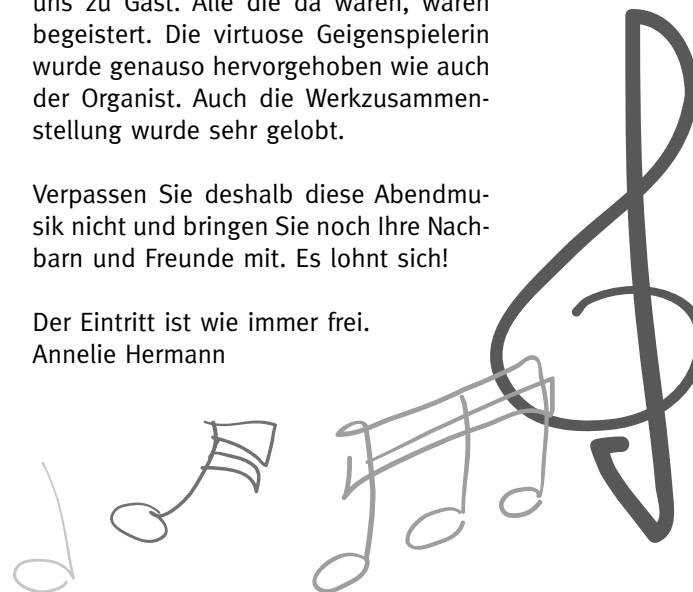 uns zu Gast. Alle die da waren, waren
begeistert. Die virtuose Geigenspielerin
wurde genauso hervorgehoben wie auch
der Organist. Auch die Werkzusammen-
stellung wurde sehr gelobt.
Verpassen Sie deshalb diese Abendmu-
sik nicht und bringen Sie noch Ihre Nach-
barn und Freunde mit. Es lohnt sich!
Der Eintritt ist wie immer frei.
Annelie Hermann